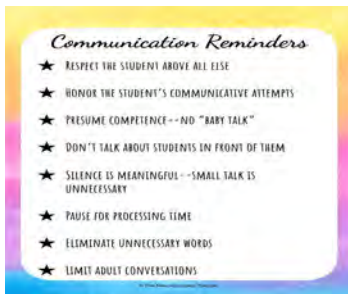 Communication Reminders
★ RESPECT THE STUDENT ABOVE ALL ELSE
★ HONOR THE STUDENT'S COMMUNICATIVE ATTEMPTS
★ PRESUME COMPETENCE--NO "BABY TALK"
★ DON'T TALK ABOUT STUDENTS IN FRONT OF THEM
★ SILENCE IS MEANINGFUL--SMALL TALK IS
UNNECESSARY
★ PAUSE FOR PROCESSING TIME
★ ELIMINATE UNNECESSARY WORDS
★ LIMIT ADULT CONVERSATIONS